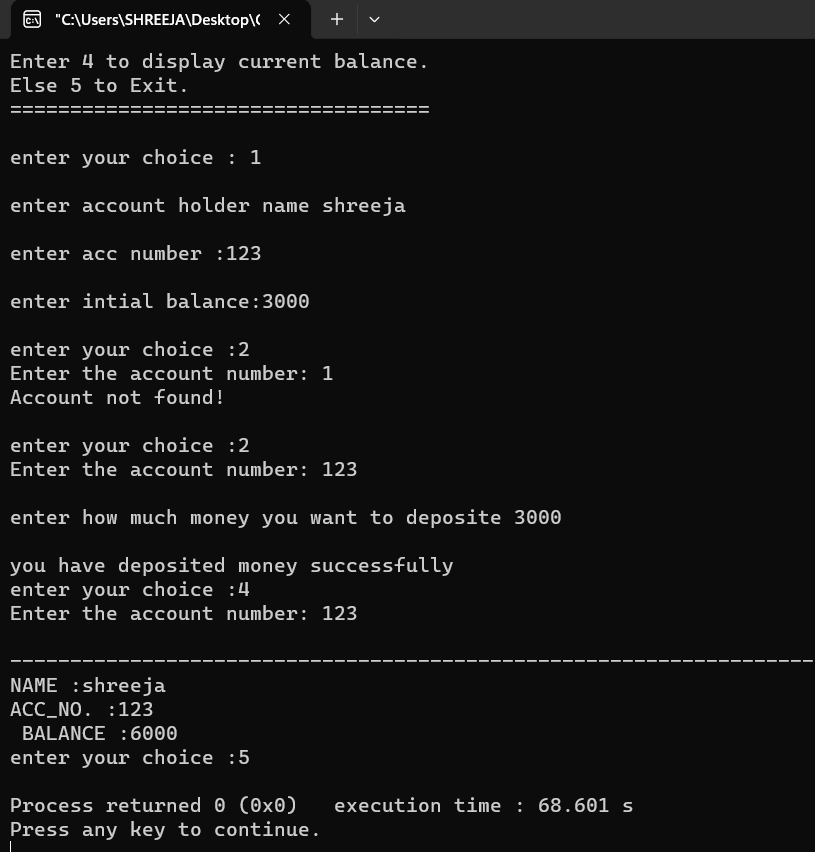 "C:\Users\SHREEJA\Desktop\
Enter 4 to display current balance.
Else 5 to Exit.
===================================
enter your choice : 1
enter account holder name shreeja
enter acc number :123
enter intial balance:3000
enter your choice :2
Enter the account number: 1
Account not found!
enter your choice :2
Enter the account number: 123
enter how much money you want to deposite 3000
you have deposited money successfully
enter your choice :4
Enter the account number: 123
-------------------------------------------------------------------
NAME :shreeja
ACC_NO. :123
BALANCE :6000
enter your choice :5
Process returned 0 (0x0)   execution time : 68.601 s
Press any key to continue.